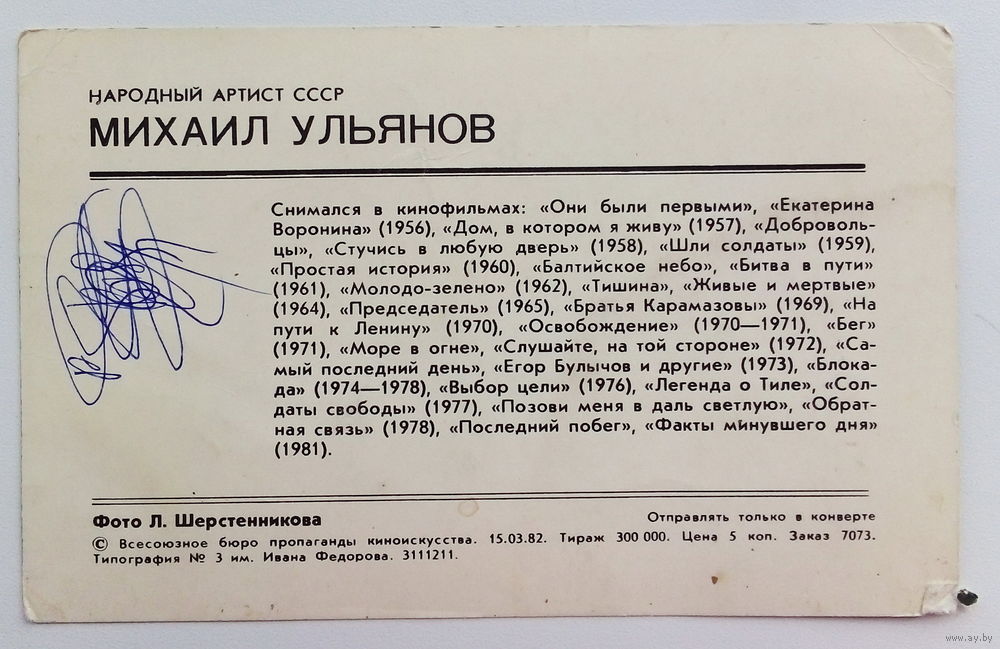 НАРОДНЫЙ АРТИСТ СССР
МИХАИЛ УЛЬЯНОВ
Снимался в кинофильмах: «Они были первыми», «Екатерина
Воронина» (1956), «Дом, в котором я живу» (1957), «Доброволь-
цы», «Стучись в любую дверь» (1958), «Шли солдаты» (1959),
«Простая история» (1960), «Балтийское небо», «Битва в пути»
(1961), «Молодо-зелено» (1962), «Тишина», «Живые и мертвые»
(1964), «Председатель» (1965), «Братья Карамазовы» (1969), «На
пути к Ленину» (1970), «Освобождение» (1970—1971), «Бег»
(1971), «Море в огне», «Слушайте, на той стороне» (1972), «Са-
мый последний день», «Егор Булычов и другие» (1973), «Блока-
да» (1974—1978), «Выбор цели» (1976), «Легенда о Тиле», «Сол-
даты свободы» (1977), «Позови меня в даль светлую», «Обрат-
ная связь» (1978), «Последний побег», «Факты минувшего дня»
(1981).
Фото Л. Шерстенникова
Отправлять только в конверте
© Всесоюзное бюро пропаганды киноискусства. 15.03.82. Тираж 300 000. Цена 5 коп. Заказ 7073.
Типография № 3 им. Ивана Федорова. 3111211.
www.ay.by